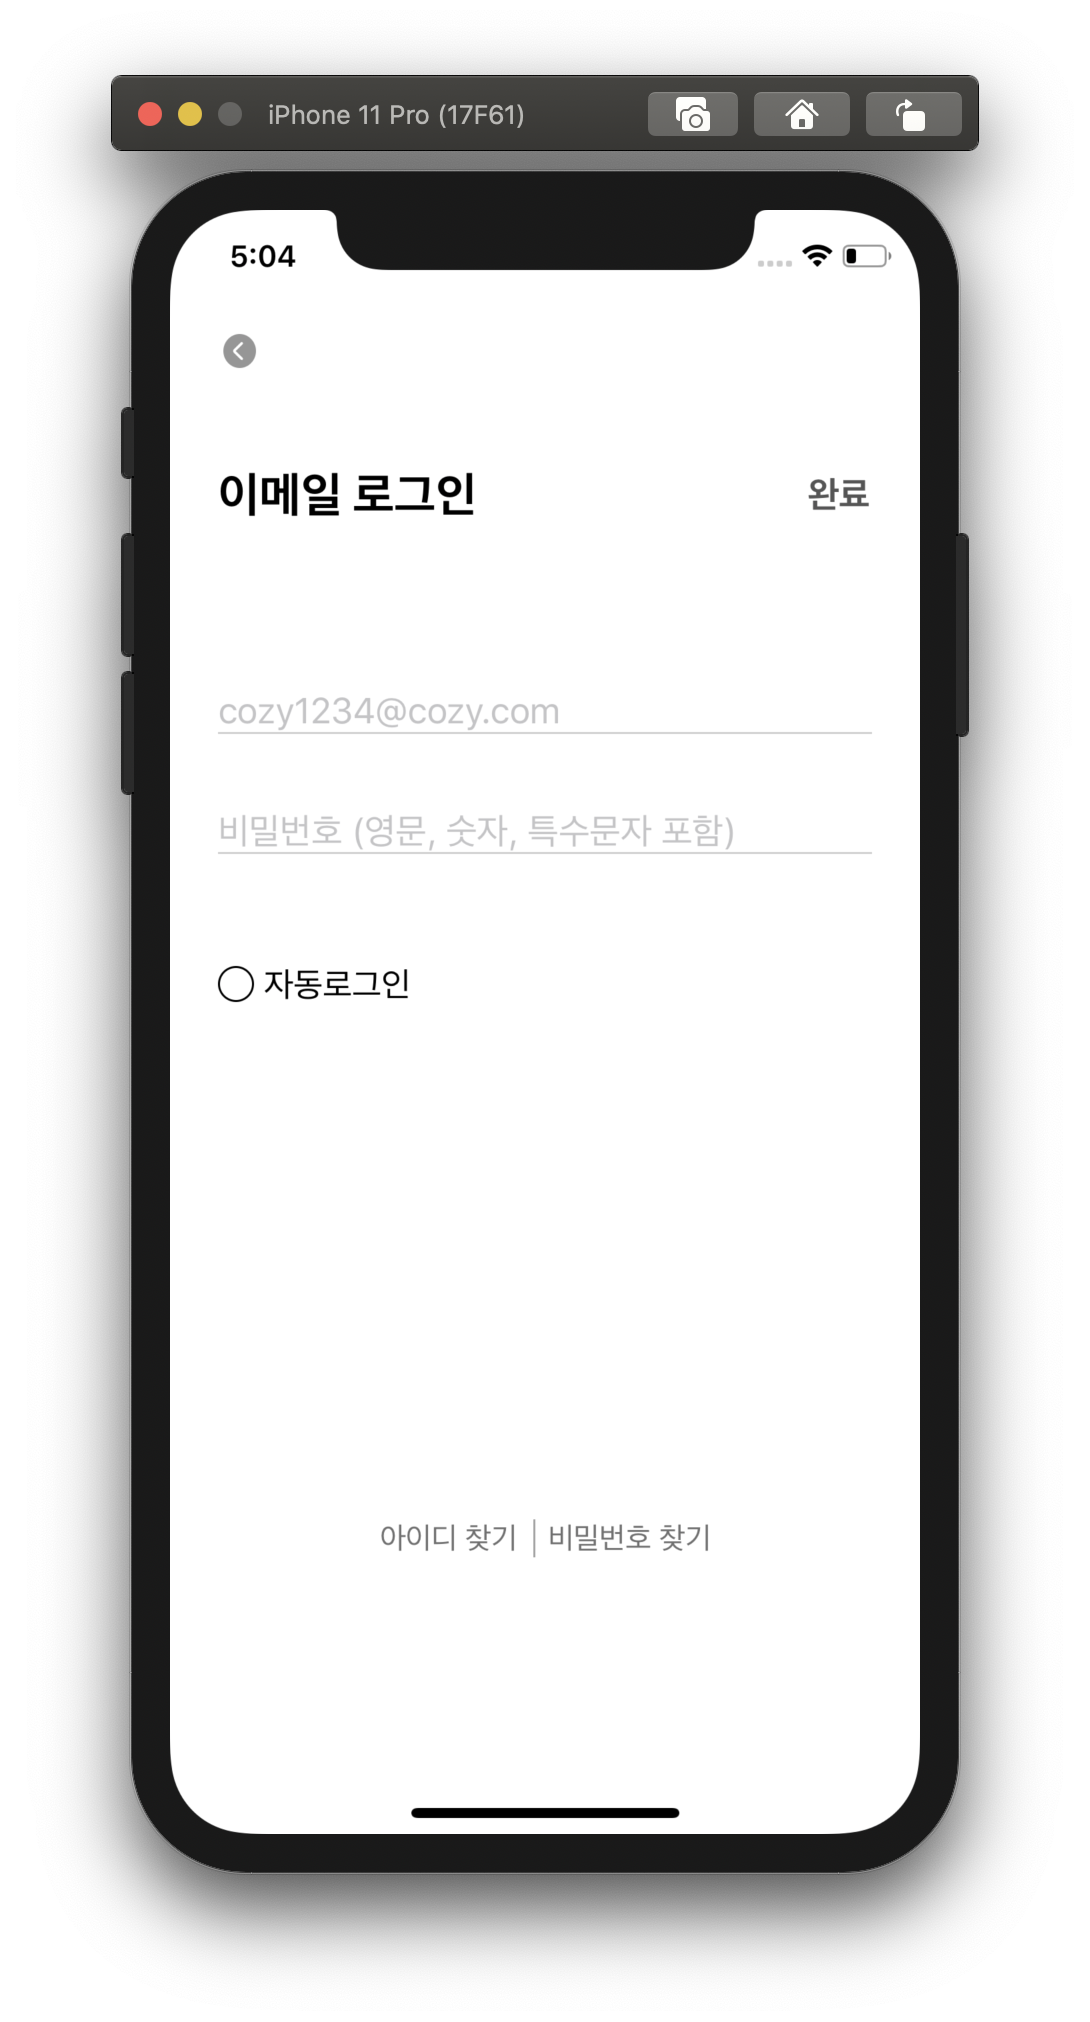 iPhone 11 Pro (17F61)
5:04
이메일 로그인
완료
cozy1234@cozy.com
비밀번호 (영문, 숫자, 특수문자 포함)
자동로그인
아이디 찾기 | 비밀번호 찾기